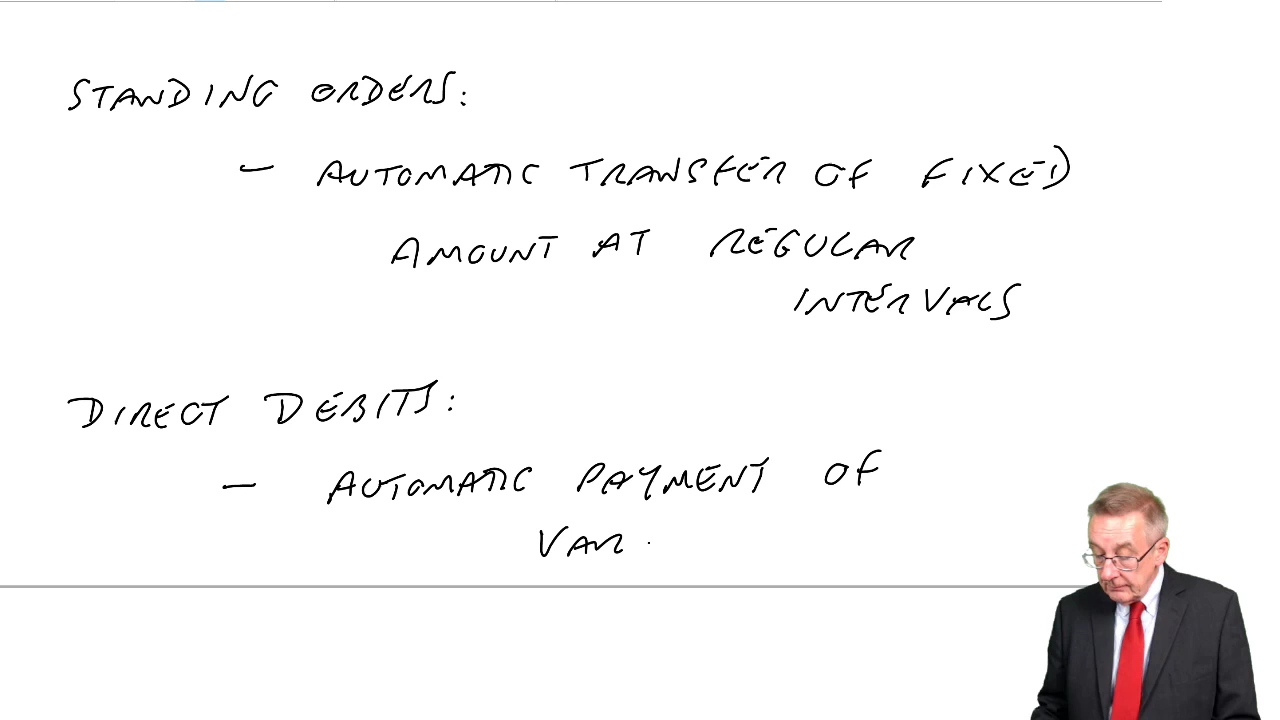 STANDING ORDERS:
- AUTOMATIC TRANSFER OF FIXED
AMOUNT AT REGULAR
INTERVALS
DIRECT DEBITS:
- AUTOMATIC PAYMENT OF
VAR